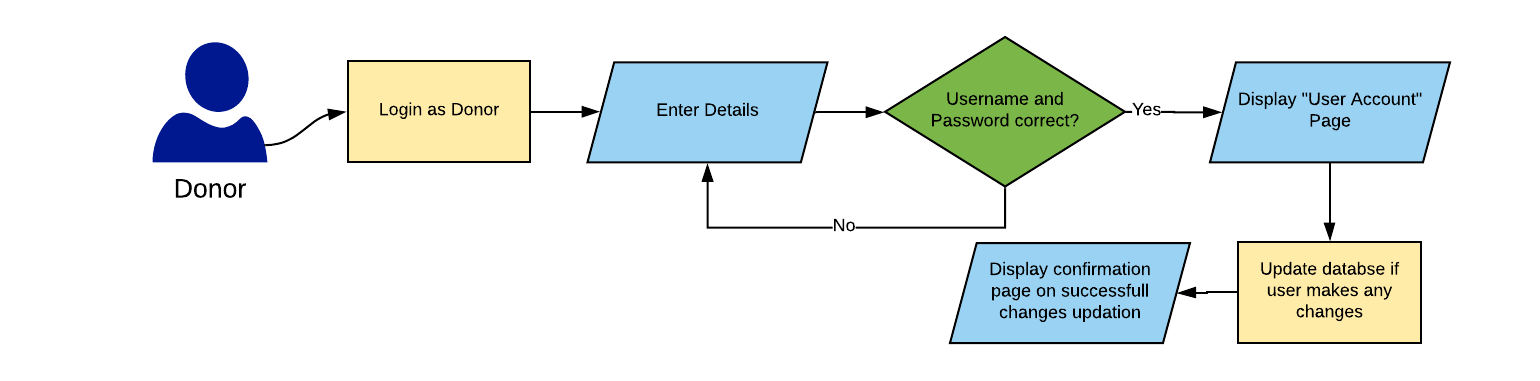 Donor
Login as Donor
Enter Details
Username and
Password correct?
Yes
Display "User Account"
Page
No
Update databse if
user makes any
changes
Display confirmation
page on successfull
changes updation